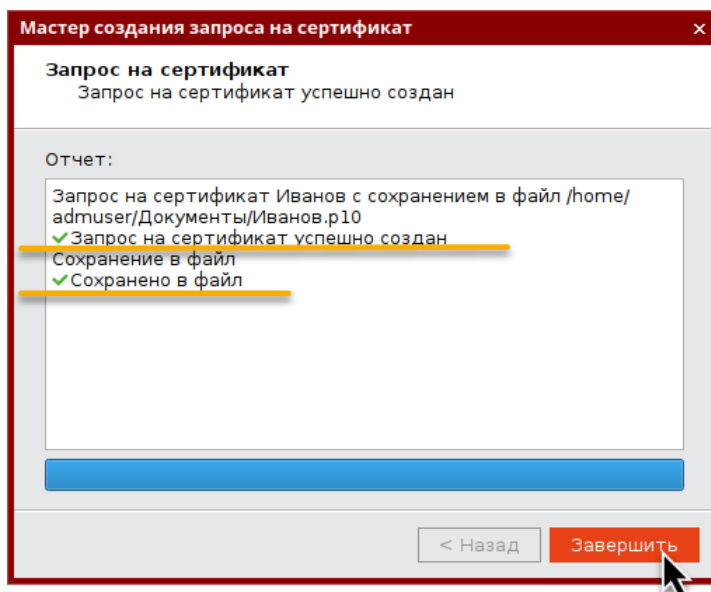 Мастер создания запроса на сертификат
Запрос на сертификат
Запрос на сертификат успешно создан
Отчет:
Запрос на сертификат Иванов с сохранением в файл /home/
admuser/Документы/Иванов.p10
Запрос на сертификат успешно создан
Сохранение в файл
Сохранено в файл
< Назад
Завершить